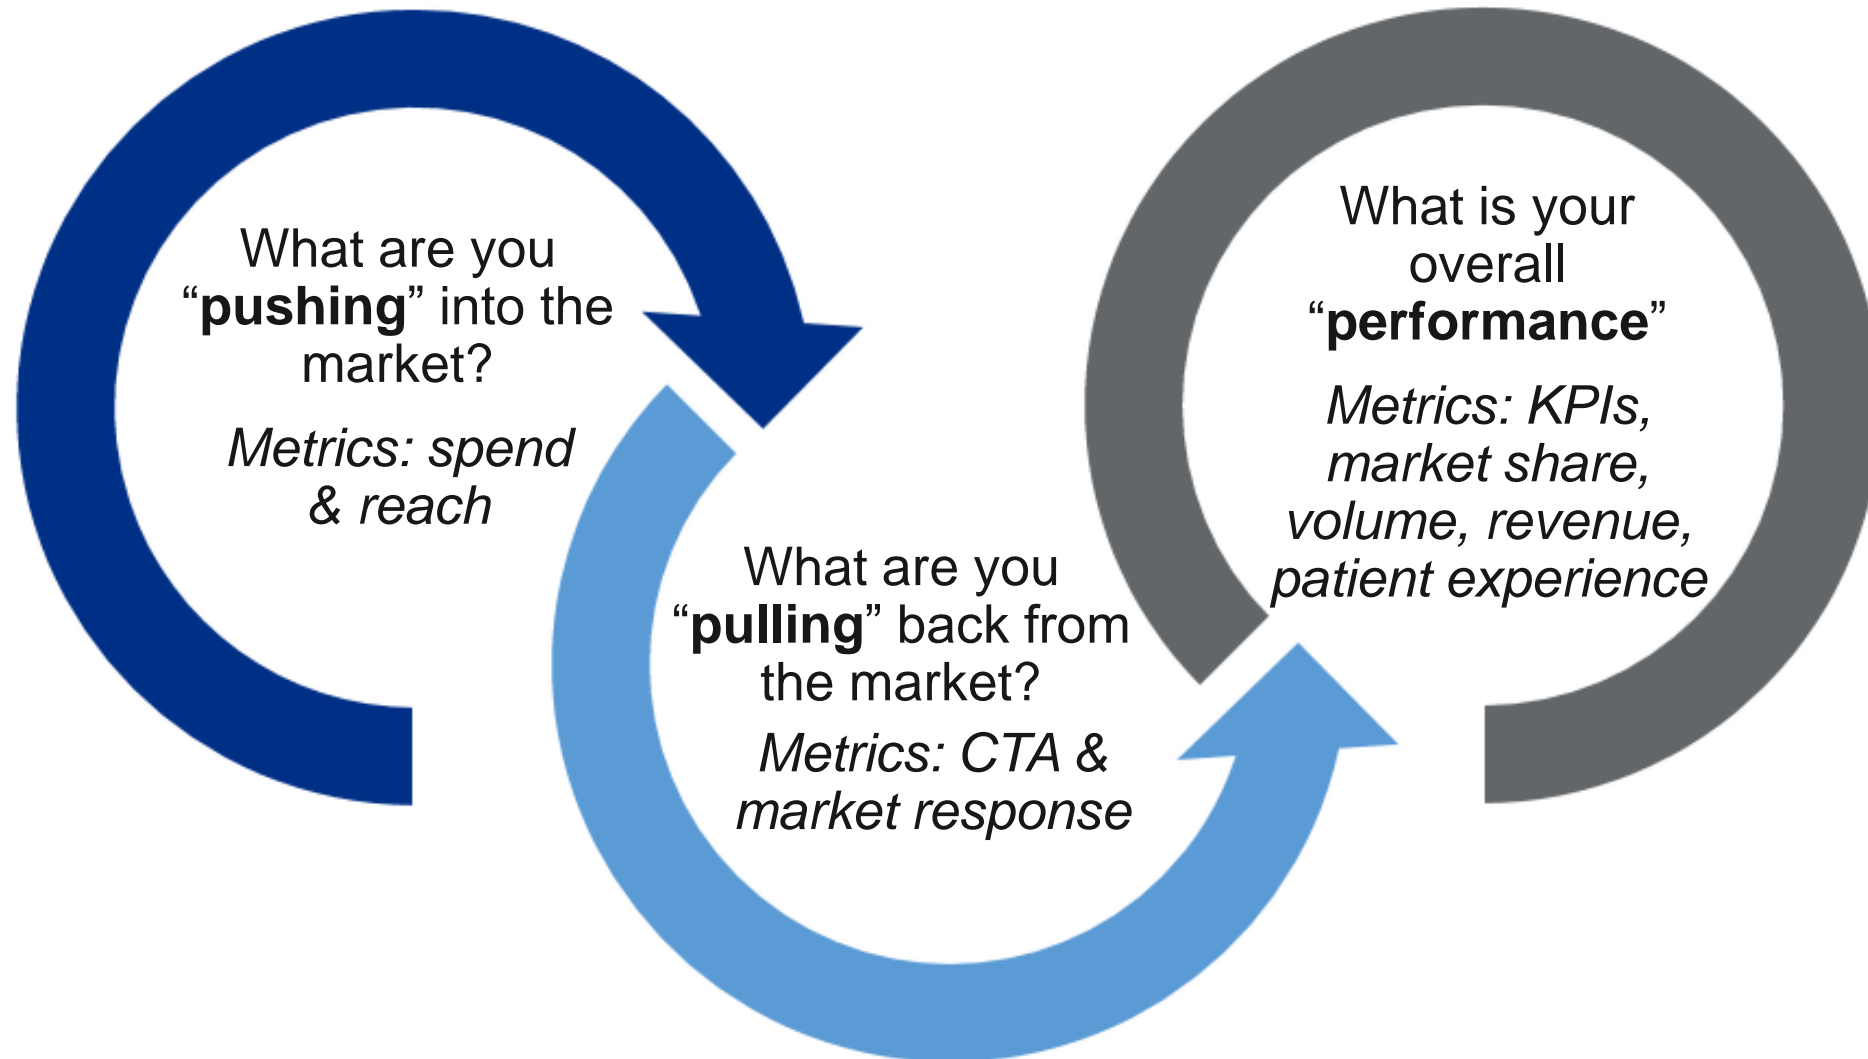 What are you
“pushing” into the
market?
Metrics: spend
& reach
What are you
“pulling” back from
the market?
Metrics: CTA &
market response
What is your
overall
“performance”
Metrics: KPIs,
market share,
volume, revenue,
patient experience